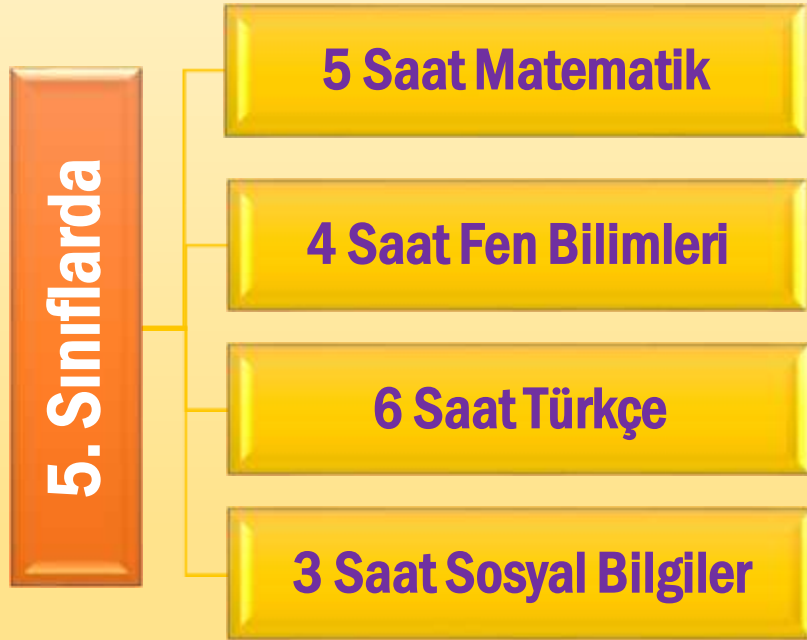 5. Sınıflarda
5 Saat Matematik
4 Saat Fen Bilimleri
6 Saat Türkçe
3 Saat Sosyal Bilgiler